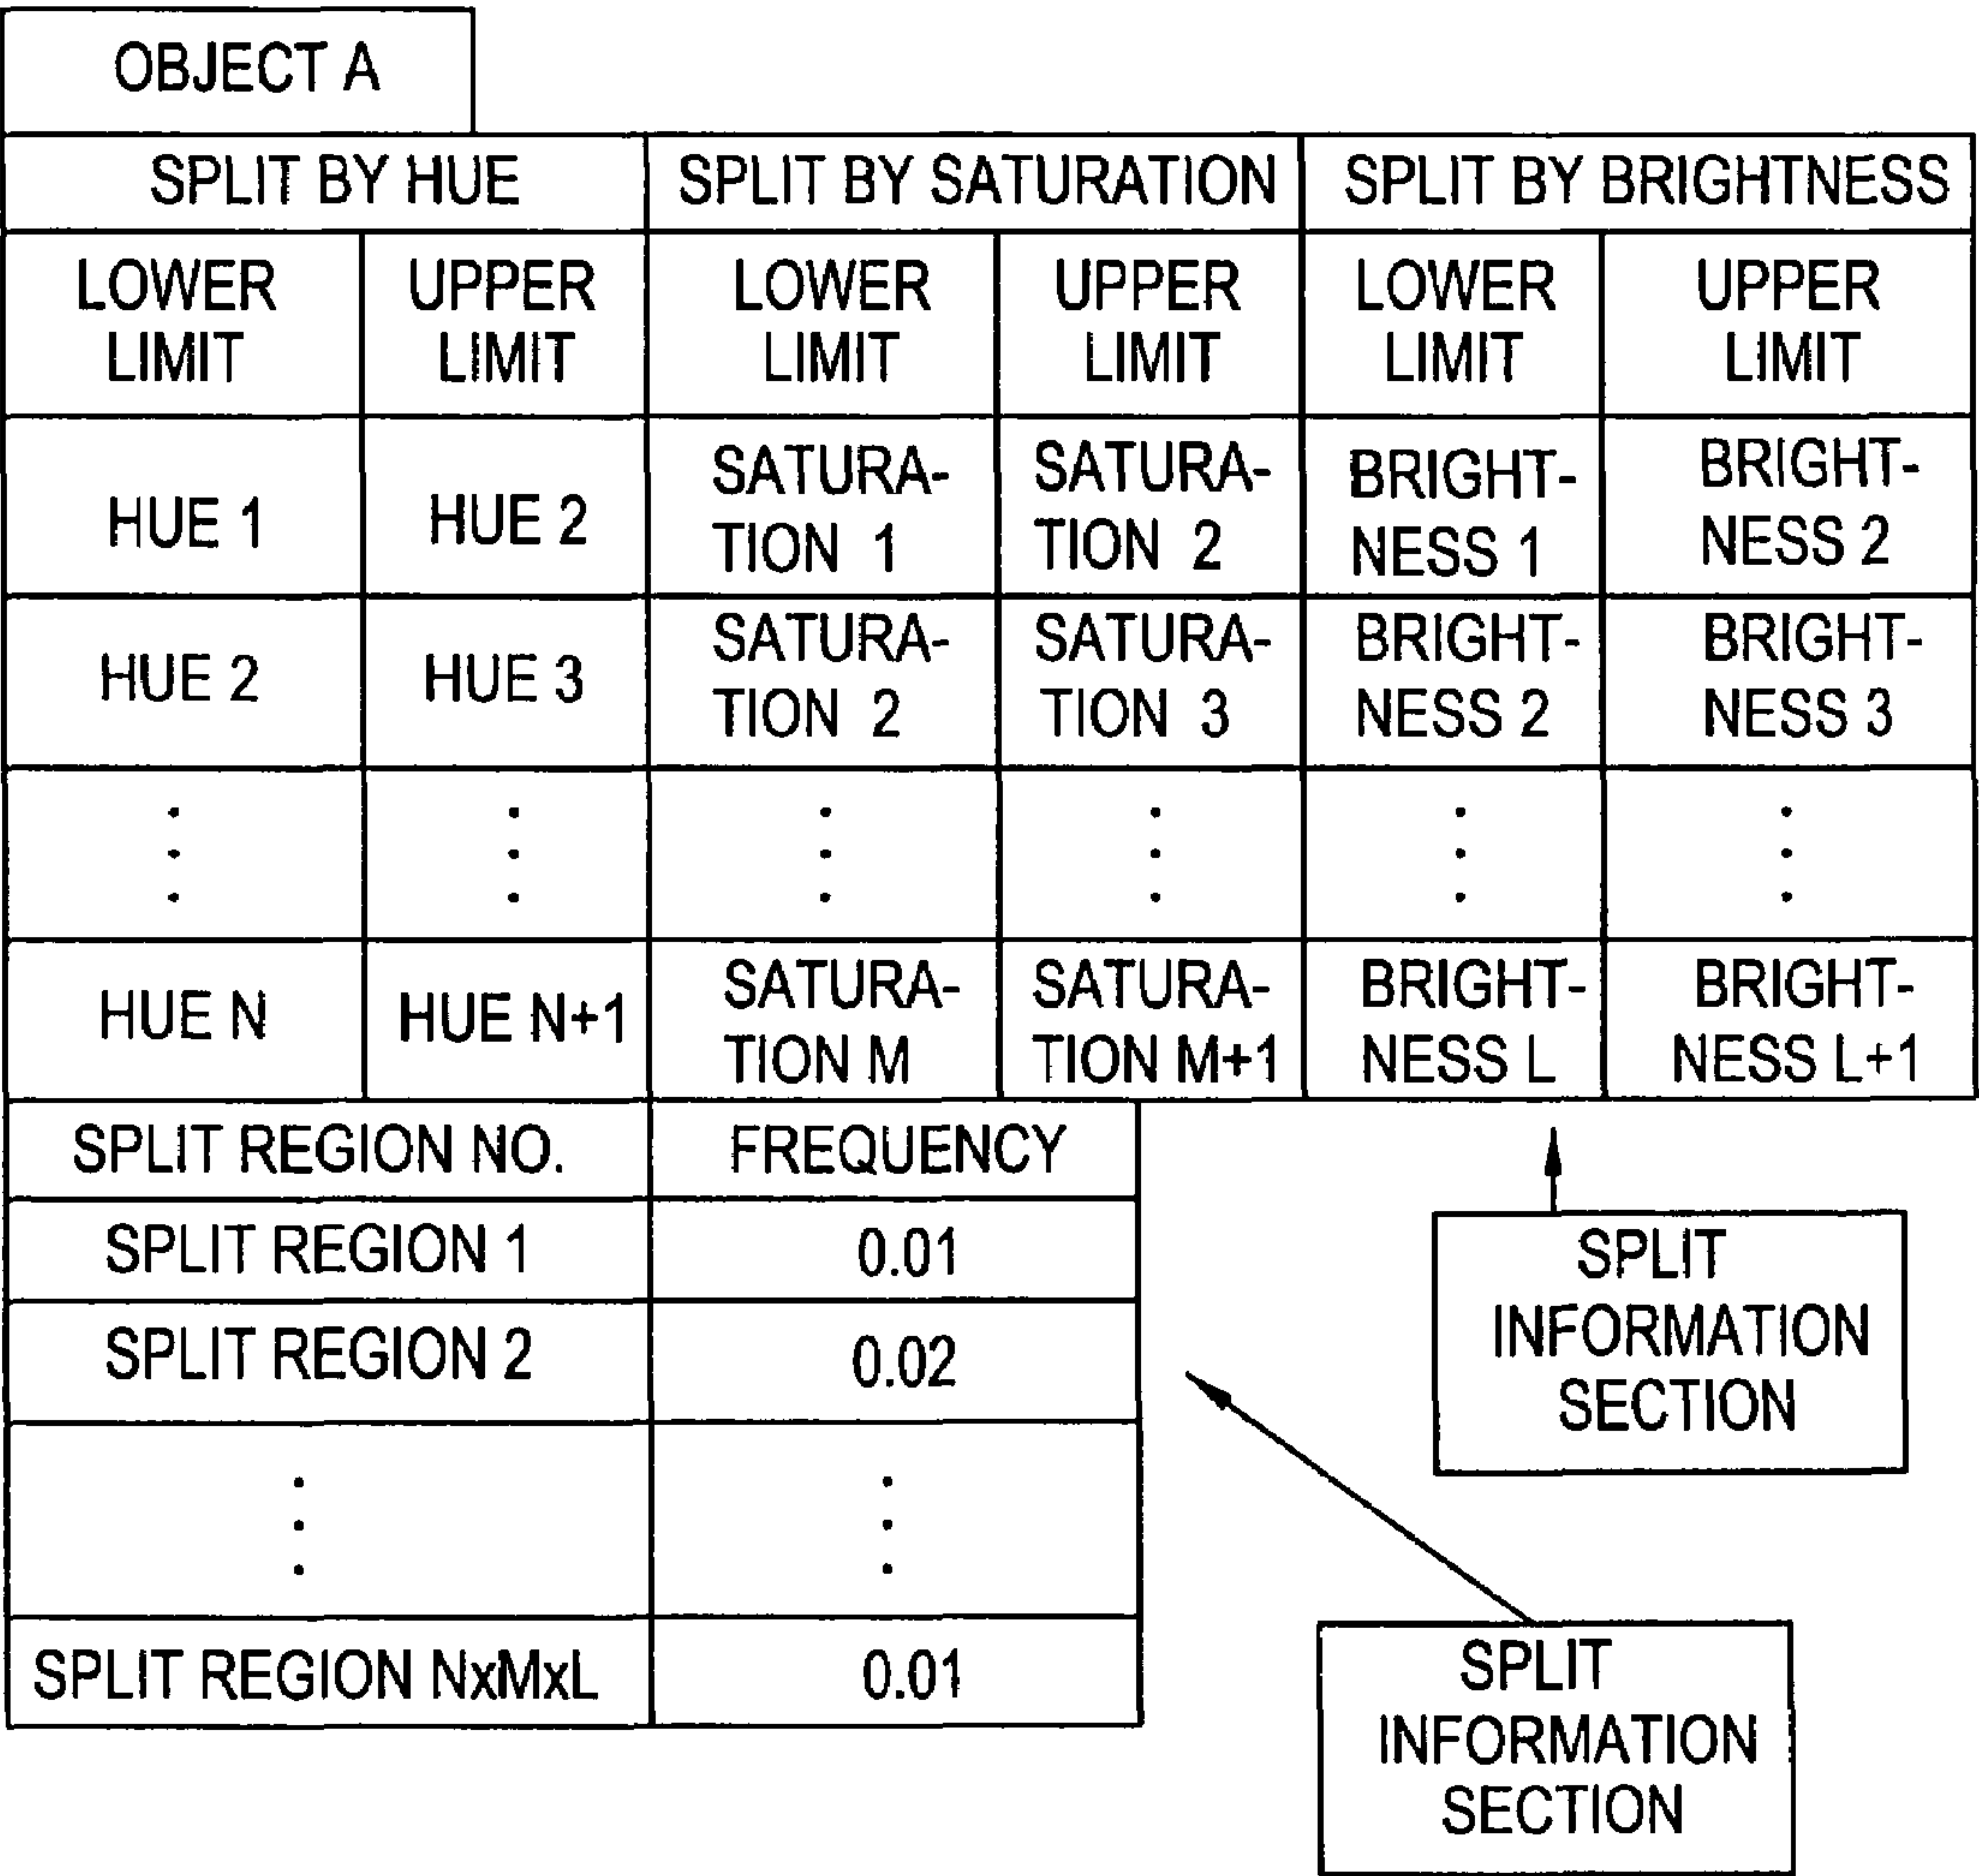 OBJECT A
SPLIT BY HUE SPLIT BY SATURATION SPLIT BY BRIGHTNESS
LOWER LIMIT UPPER LIMIT LOWER LIMIT UPPER LIMIT LOWER LIMIT UPPER LIMIT
HUE 1 HUE 2 SATURA-TION 1 SATURA-TION 2 BRIGHT-NESS 1 BRIGHT-NESS 2
HUE 2 HUE 3 SATURA-TION 2 SATURA-TION 3 BRIGHT-NESS 2 BRIGHT-NESS 3
HUE N HUE N+1 SATURA-TION M SATURA-TION M+1 BRIGHT-NESS L BRIGHT-NESS L+1
SPLIT REGION NO. FREQUENCY
SPLIT REGION 1 0.01
SPLIT REGION 2 0.02
SPLIT REGION NxMxL 0.01
SPLIT
INFORMATION
SECTION
SPLIT
INFORMATION
SECTION